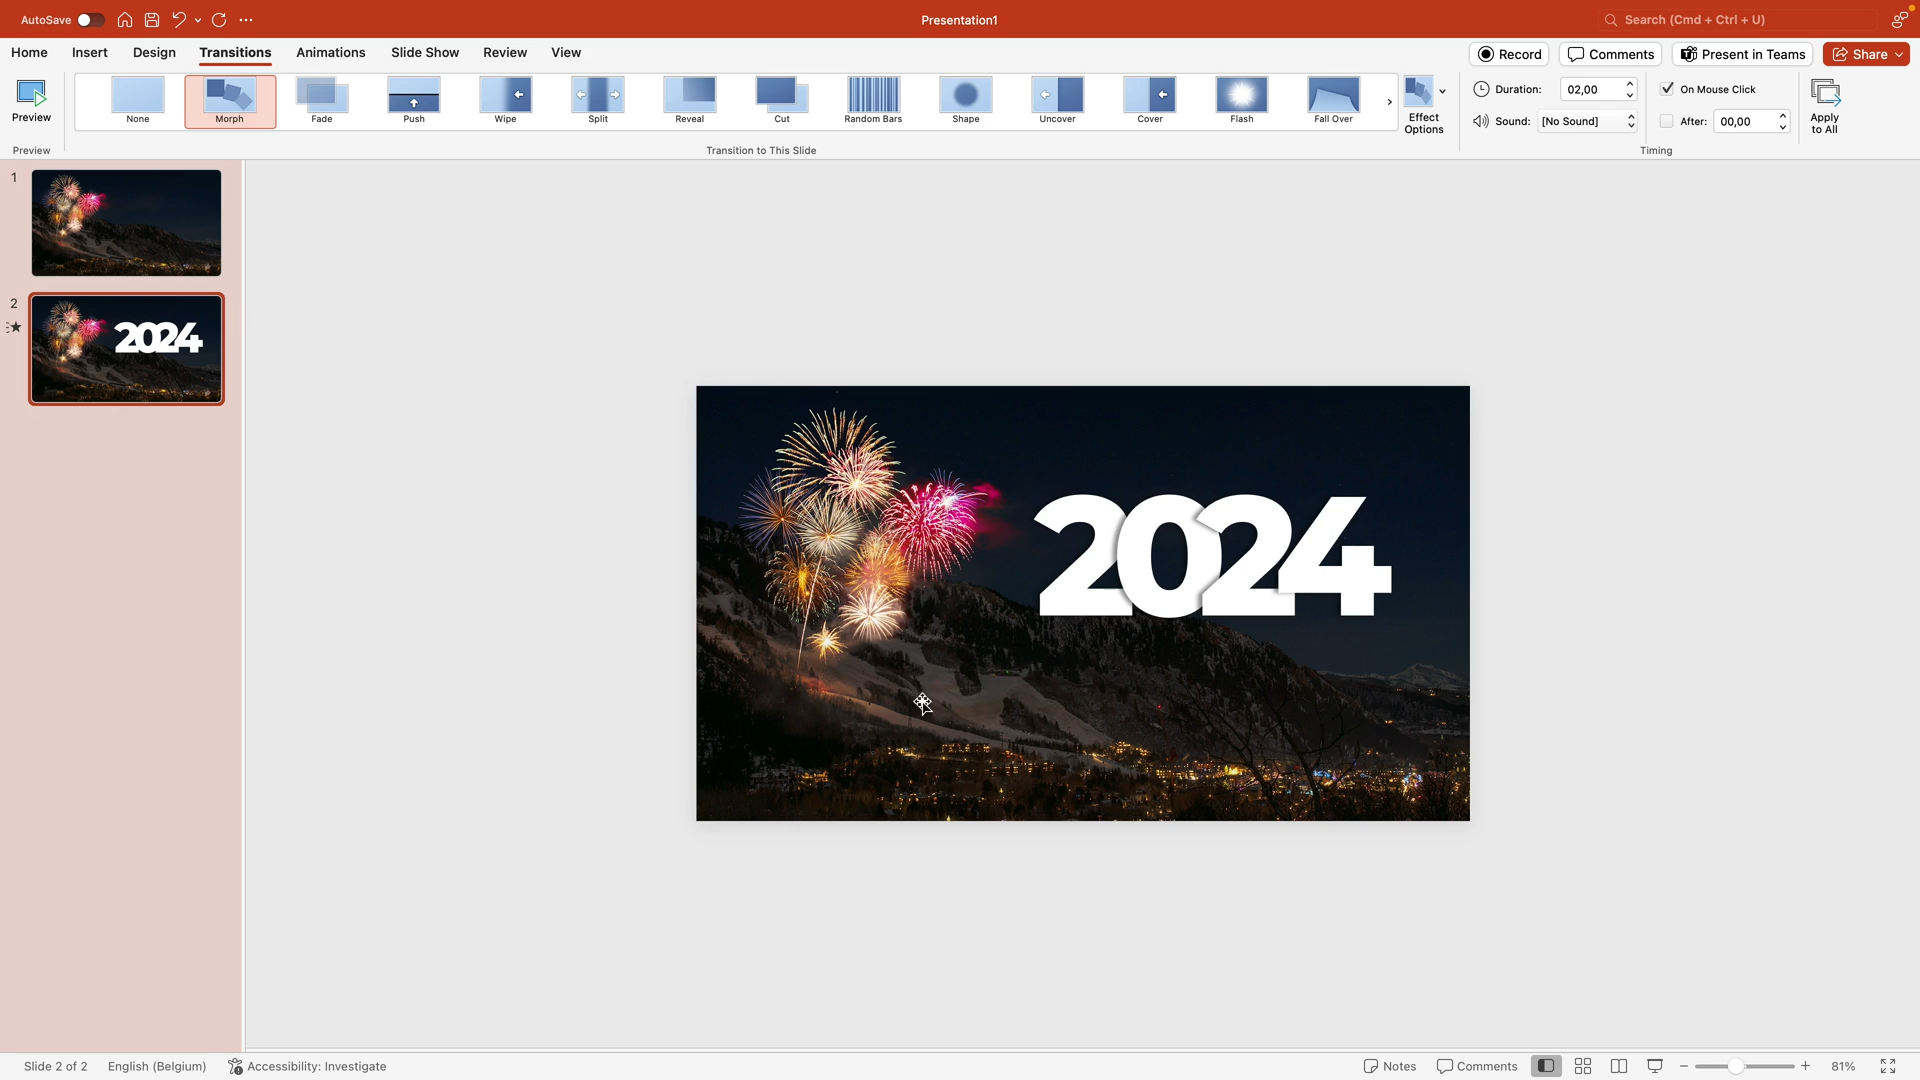 AutoSave
Presentation1
Search (Cmd + Ctrl + U)
Home Insert Design Transitions Animations Slide Show Review View
Record Comments Present in Teams Share
Preview
None Morph Fade Push Wipe Split Reveal Cut Random Bars Shape Uncover Cover Flash Fall Over
Effect
Options
Duration: 02,00
Sound: [No Sound]
On Mouse Click
After: 00,00
Apply
to All
Preview Transition to This Slide Timing
1
2
2024
2024
Slide 2 of 2 English (Belgium) Accessibility: Investigate Notes Comments 81%